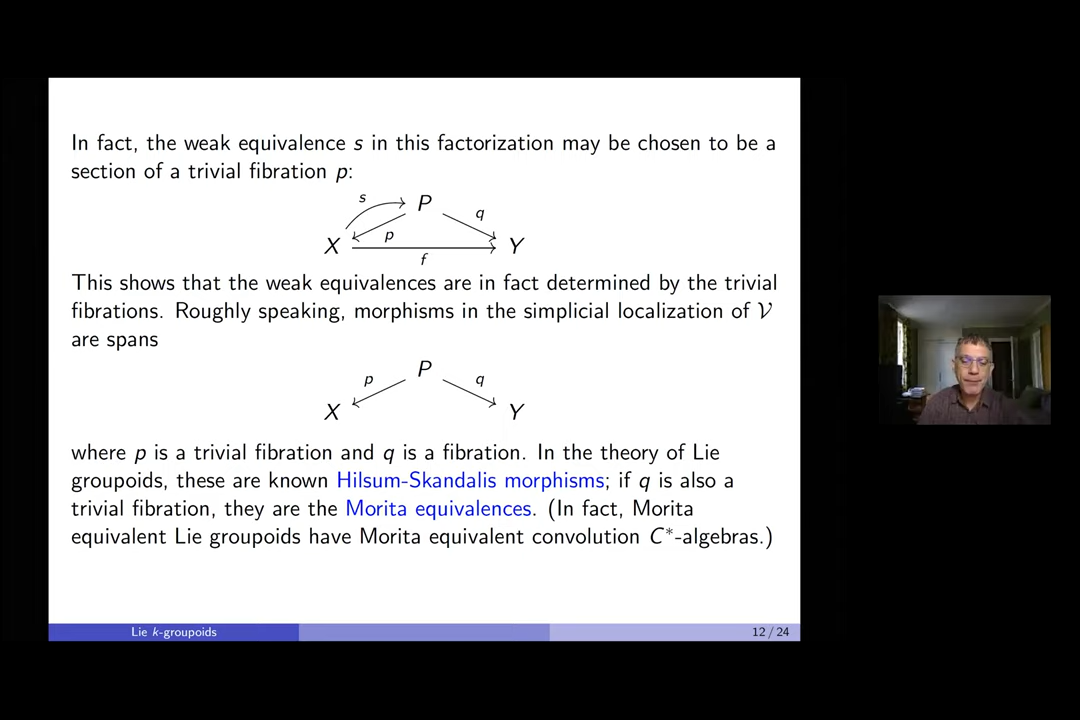 In fact, the weak equivalence s in this factorization may be chosen to be a
section of a trivial fibration p:
s
P
q
p
X
Y
f
This shows that the weak equivalences are in fact determined by the trivial
fibrations. Roughly speaking, morphisms in the simplicial localization of 𝒱
are spans
P
p
q
X
Y
where p is a trivial fibration and q is a fibration. In the theory of Lie
groupoids, these are known Hilsum-Skandalis morphisms; if q is also a
trivial fibration, they are the Morita equivalences. (In fact, Morita
equivalent Lie groupoids have Morita equivalent convolution C*-algebras.)
Lie k-groupoids
12 / 24